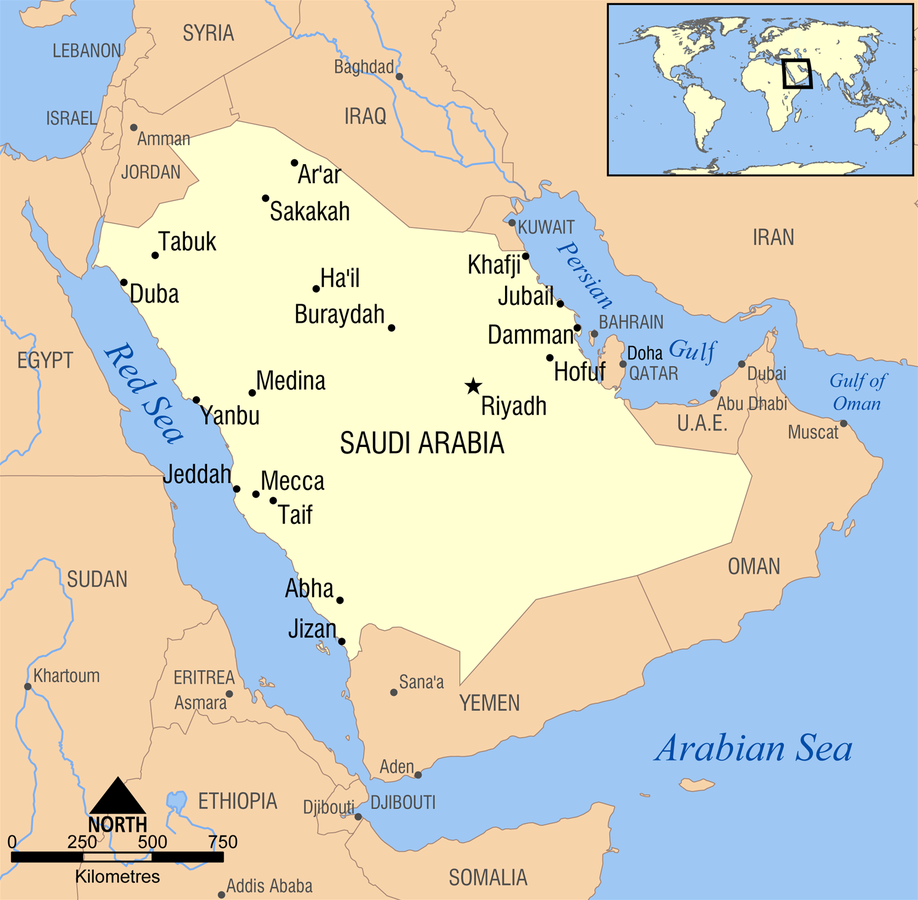 SYRIA
LEBANON
Baghdad
ISRAEL
IRAQ
Amman
JORDAN
Ar'ar
Sakakah
KUWAIT
IRAN
Tabuk
Khafji
Persian
Ha'il
Duba
Jubail
Buraydah
BAHRAIN
Damman
Doha
Gulf
EGYPT
Red Sea
Hofuf
QATAR
Dubai
Gulf of
Oman
Medina
Abu Dhabi
Yanbu
Riyadh
U.A.E.
Muscat
SAUDI ARABIA
Jeddah
Mecca
Taif
OMAN
SUDAN
Abha
Jizan
Khartoum
ERITREA
Asmara
Sana'a
YEMEN
Arabian Sea
Aden
ETHIOPIA
Djibouti
DJIBOUTI
NORTH
0 250 500 750
Kilometres
SOMALIA
Addis Ababa